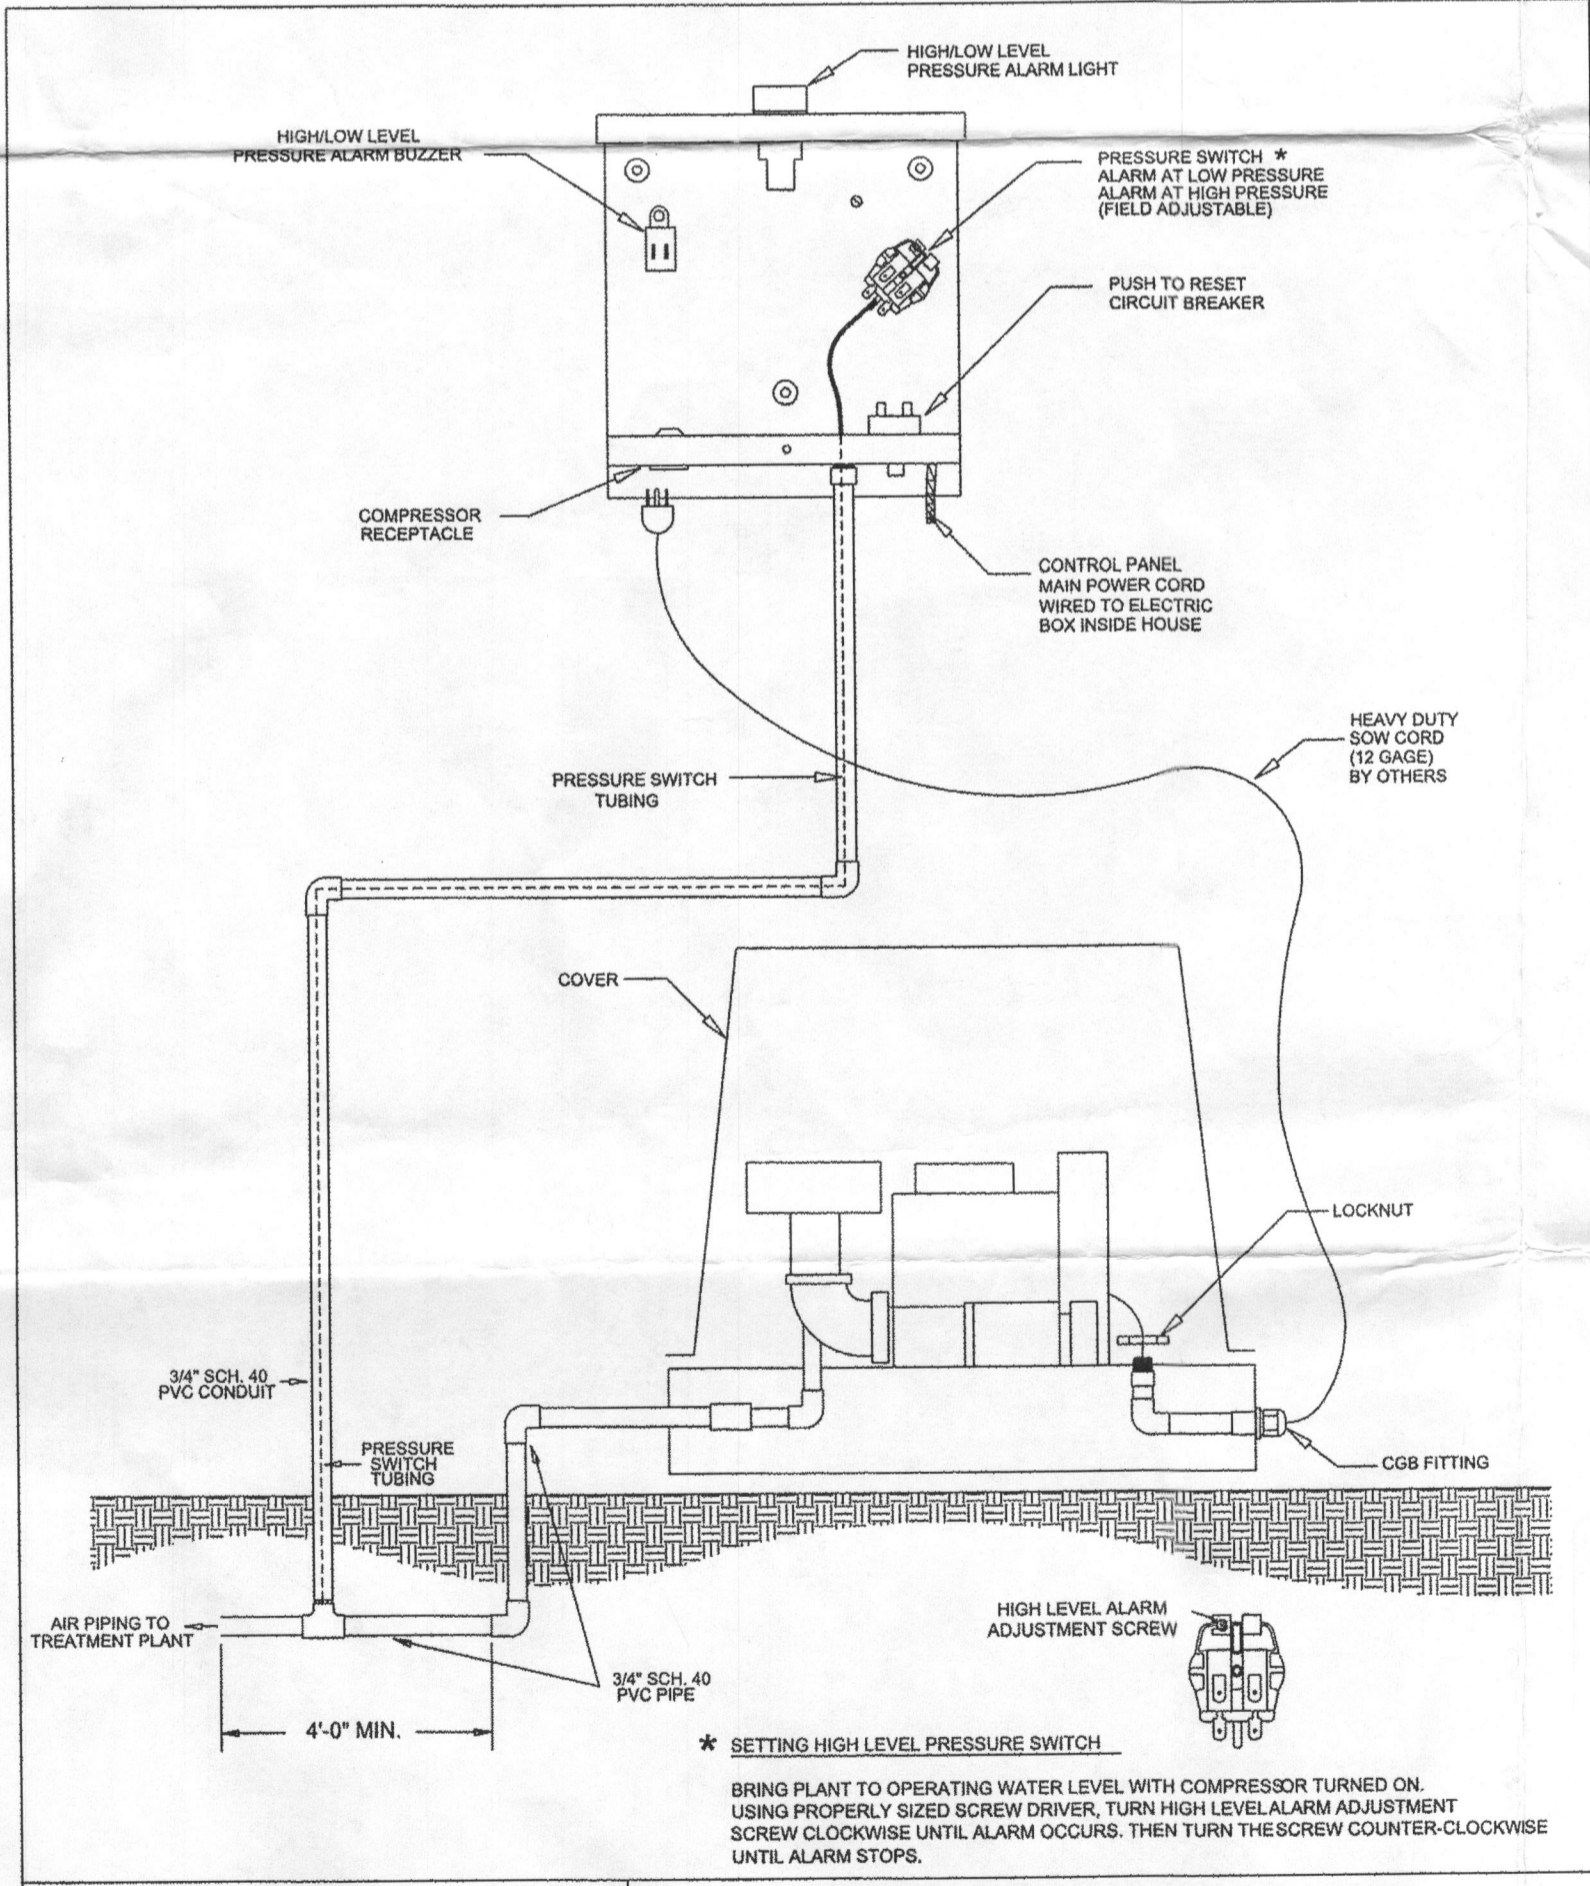 HIGH/LOW LEVEL
PRESSURE ALARM LIGHT
HIGH/LOW LEVEL
PRESSURE ALARM BUZZER
PRESSURE SWITCH *
ALARM AT LOW PRESSURE
ALARM AT HIGH PRESSURE
(FIELD ADJUSTABLE)
PUSH TO RESET
CIRCUIT BREAKER
COMPRESSOR
RECEPTACLE
CONTROL PANEL
MAIN POWER CORD
WIRED TO ELECTRIC
BOX INSIDE HOUSE
HEAVY DUTY
SOW CORD
(12 GAGE)
BY OTHERS
PRESSURE SWITCH
TUBING
COVER
LOCKNUT
3/4" SCH. 40
PVC CONDUIT
PRESSURE
SWITCH
TUBING
CGB FITTING
AIR PIPING TO
TREATMENT PLANT
HIGH LEVEL ALARM
ADJUSTMENT SCREW
3/4" SCH. 40
PVC PIPE
4'-0" MIN.
* SETTING HIGH LEVEL PRESSURE SWITCH
BRING PLANT TO OPERATING WATER LEVEL WITH COMPRESSOR TURNED ON.
USING PROPERLY SIZED SCREW DRIVER, TURN HIGH LEVEL ALARM ADJUSTMENT
SCREW CLOCKWISE UNTIL ALARM OCCURS. THEN TURN THE SCREW COUNTER-CLOCKWISE
UNTIL ALARM STOPS.